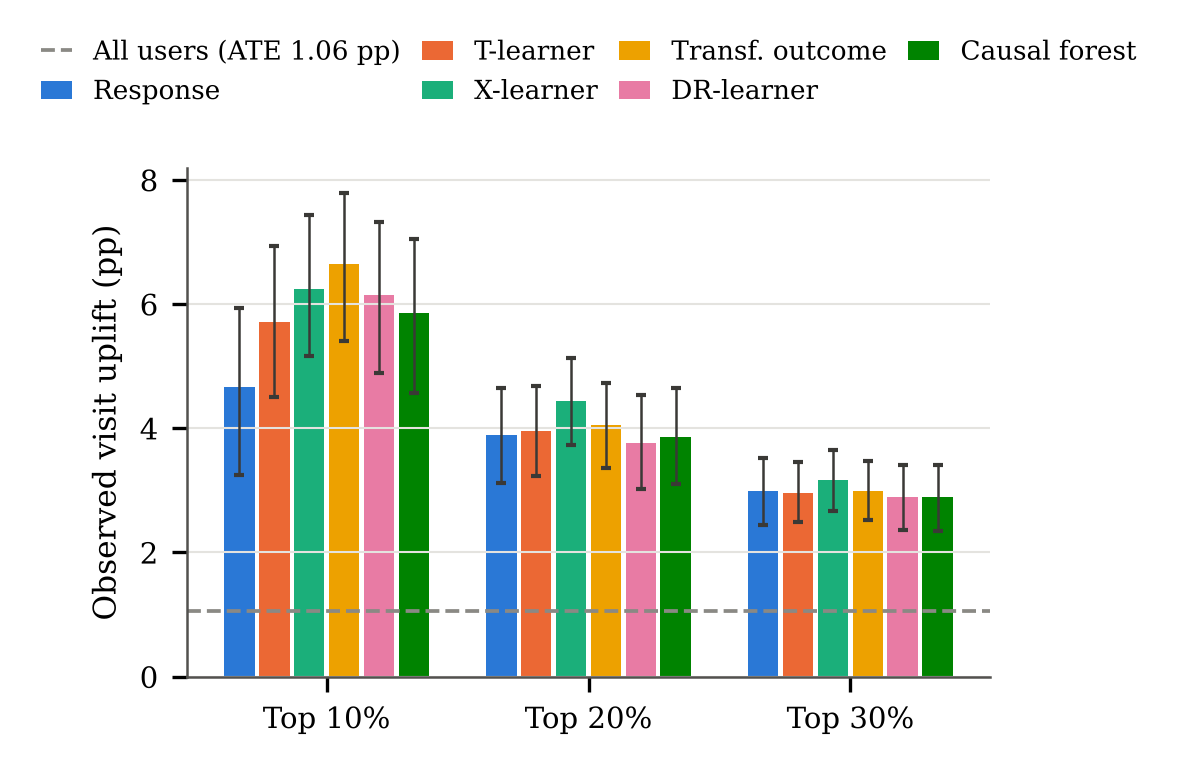 All users (ATE 1.06 pp) T-learner Transf. outcome Causal forest
Response X-learner DR-learner
Observed visit uplift (pp)
8
6
4
2
0
Top 10% Top 20% Top 30%